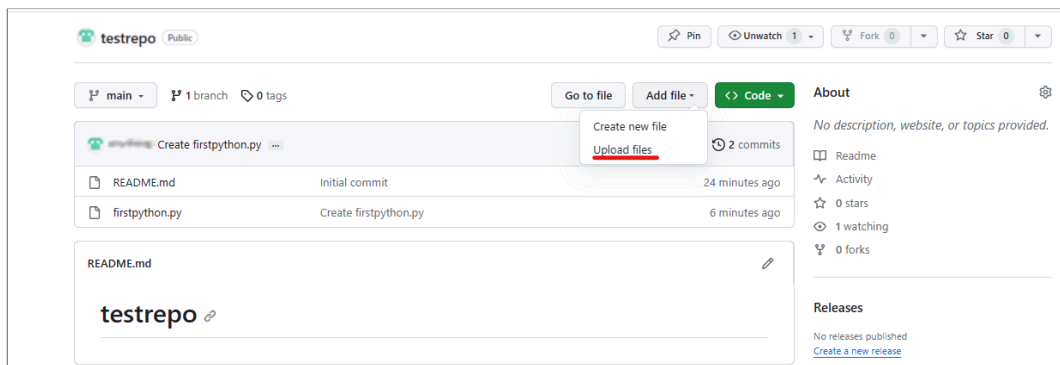 testrepo Public
Pin
Unwatch 1
Fork 0
Star 0
main
1 branch
0 tags
Go to file
Add file
<> Code
Create new file
Upload files
Create firstpython.py ...
2 commits
README.md Initial commit 24 minutes ago
firstpython.py Create firstpython.py 6 minutes ago
README.md
testrepo
About
No description, website, or topics provided.
Readme
Activity
0 stars
1 watching
0 forks
Releases
No releases published
Create a new release